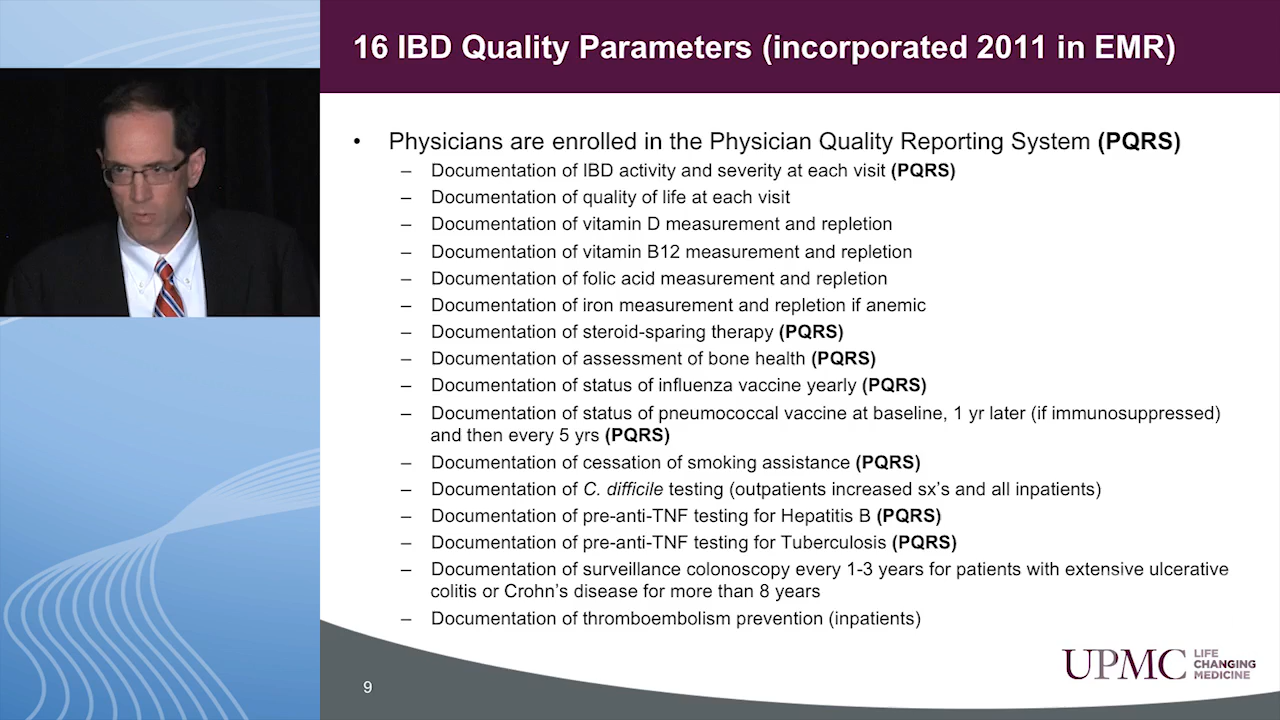 16 IBD Quality Parameters (incorporated 2011 in EMR)
• Physicians are enrolled in the Physician Quality Reporting System (PQRS)
– Documentation of IBD activity and severity at each visit (PQRS)
– Documentation of quality of life at each visit
– Documentation of vitamin D measurement and repletion
– Documentation of vitamin B12 measurement and repletion
– Documentation of folic acid measurement and repletion
– Documentation of iron measurement and repletion if anemic
– Documentation of steroid-sparing therapy (PQRS)
– Documentation of assessment of bone health (PQRS)
– Documentation of status of influenza vaccine yearly (PQRS)
– Documentation of status of pneumococcal vaccine at baseline, 1 yr later (if immunosuppressed)
and then every 5 yrs (PQRS)
– Documentation of cessation of smoking assistance (PQRS)
– Documentation of C. difficile testing (outpatients increased sx's and all inpatients)
– Documentation of pre-anti-TNF testing for Hepatitis B (PQRS)
– Documentation of pre-anti-TNF testing for Tuberculosis (PQRS)
– Documentation of surveillance colonoscopy every 1-3 years for patients with extensive ulcerative
colitis or Crohn's disease for more than 8 years
– Documentation of thromboembolism prevention (inpatients)
UPMC LIFE
CHANGING
MEDICINE
9